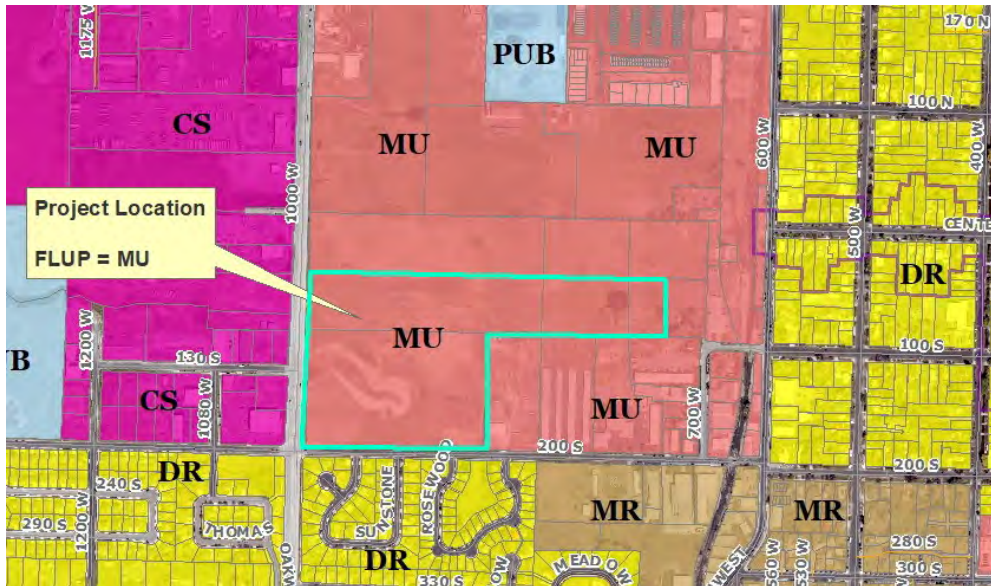 1175 W
170 N
PUB
CS
MU
MU
100 N
600 W
400 W
Project Location
FLUP = MU
1000 W
500 W
CENTE
DR
MU
100 S
UB
1200 W
130 S
CS
1080 W
MU
700 W
200 S
200 S
DR
240 S
290 S
1200 W
THOMAS
SUNSTONE
ROSEWOOD
MR
MR
DR
330 S
MEADOW
WEST
280 S
300 S